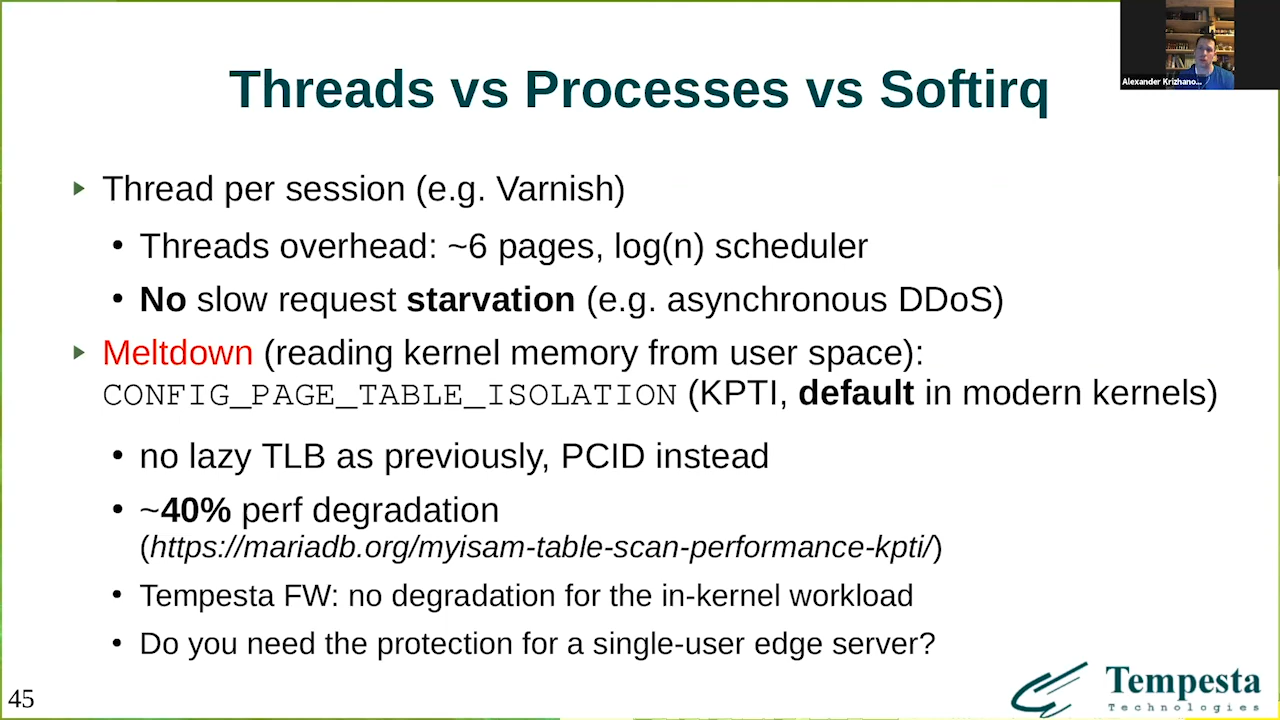 Alexander Krizhano...
Threads vs Processes vs Softirq
Thread per session (e.g. Varnish)
• Threads overhead: ~6 pages, log(n) scheduler
• No slow request starvation (e.g. asynchronous DDoS)
Meltdown (reading kernel memory from user space):
CONFIG_PAGE_TABLE_ISOLATION (KPTI, default in modern kernels)
• no lazy TLB as previously, PCID instead
• ~40% perf degradation
(https://mariadb.org/myisam-table-scan-performance-kpti/)
• Tempesta FW: no degradation for the in-kernel workload
• Do you need the protection for a single-user edge server?
45
Tempesta
Technologies